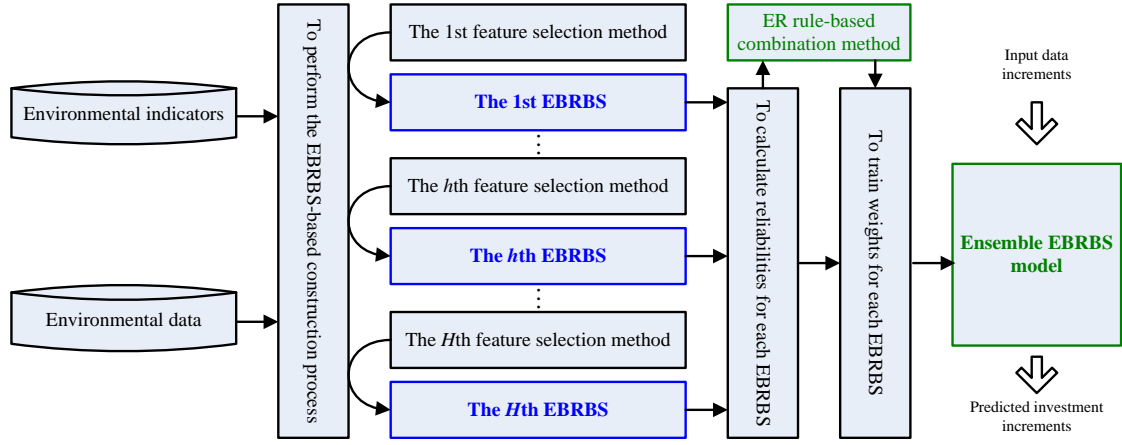 Environmental indicators
Environmental data
To perform the EBRBS-based construction process
The 1st feature selection method
The 1st EBRBS
The hth feature selection method
The hth EBRBS
The Hth feature selection method
The Hth EBRBS
ER rule-based
combination method
To calculate reliabilities for each EBRBS
To train weights for each EBRBS
Input data
increments
Ensemble EBRBS
model
Predicted investment
increments